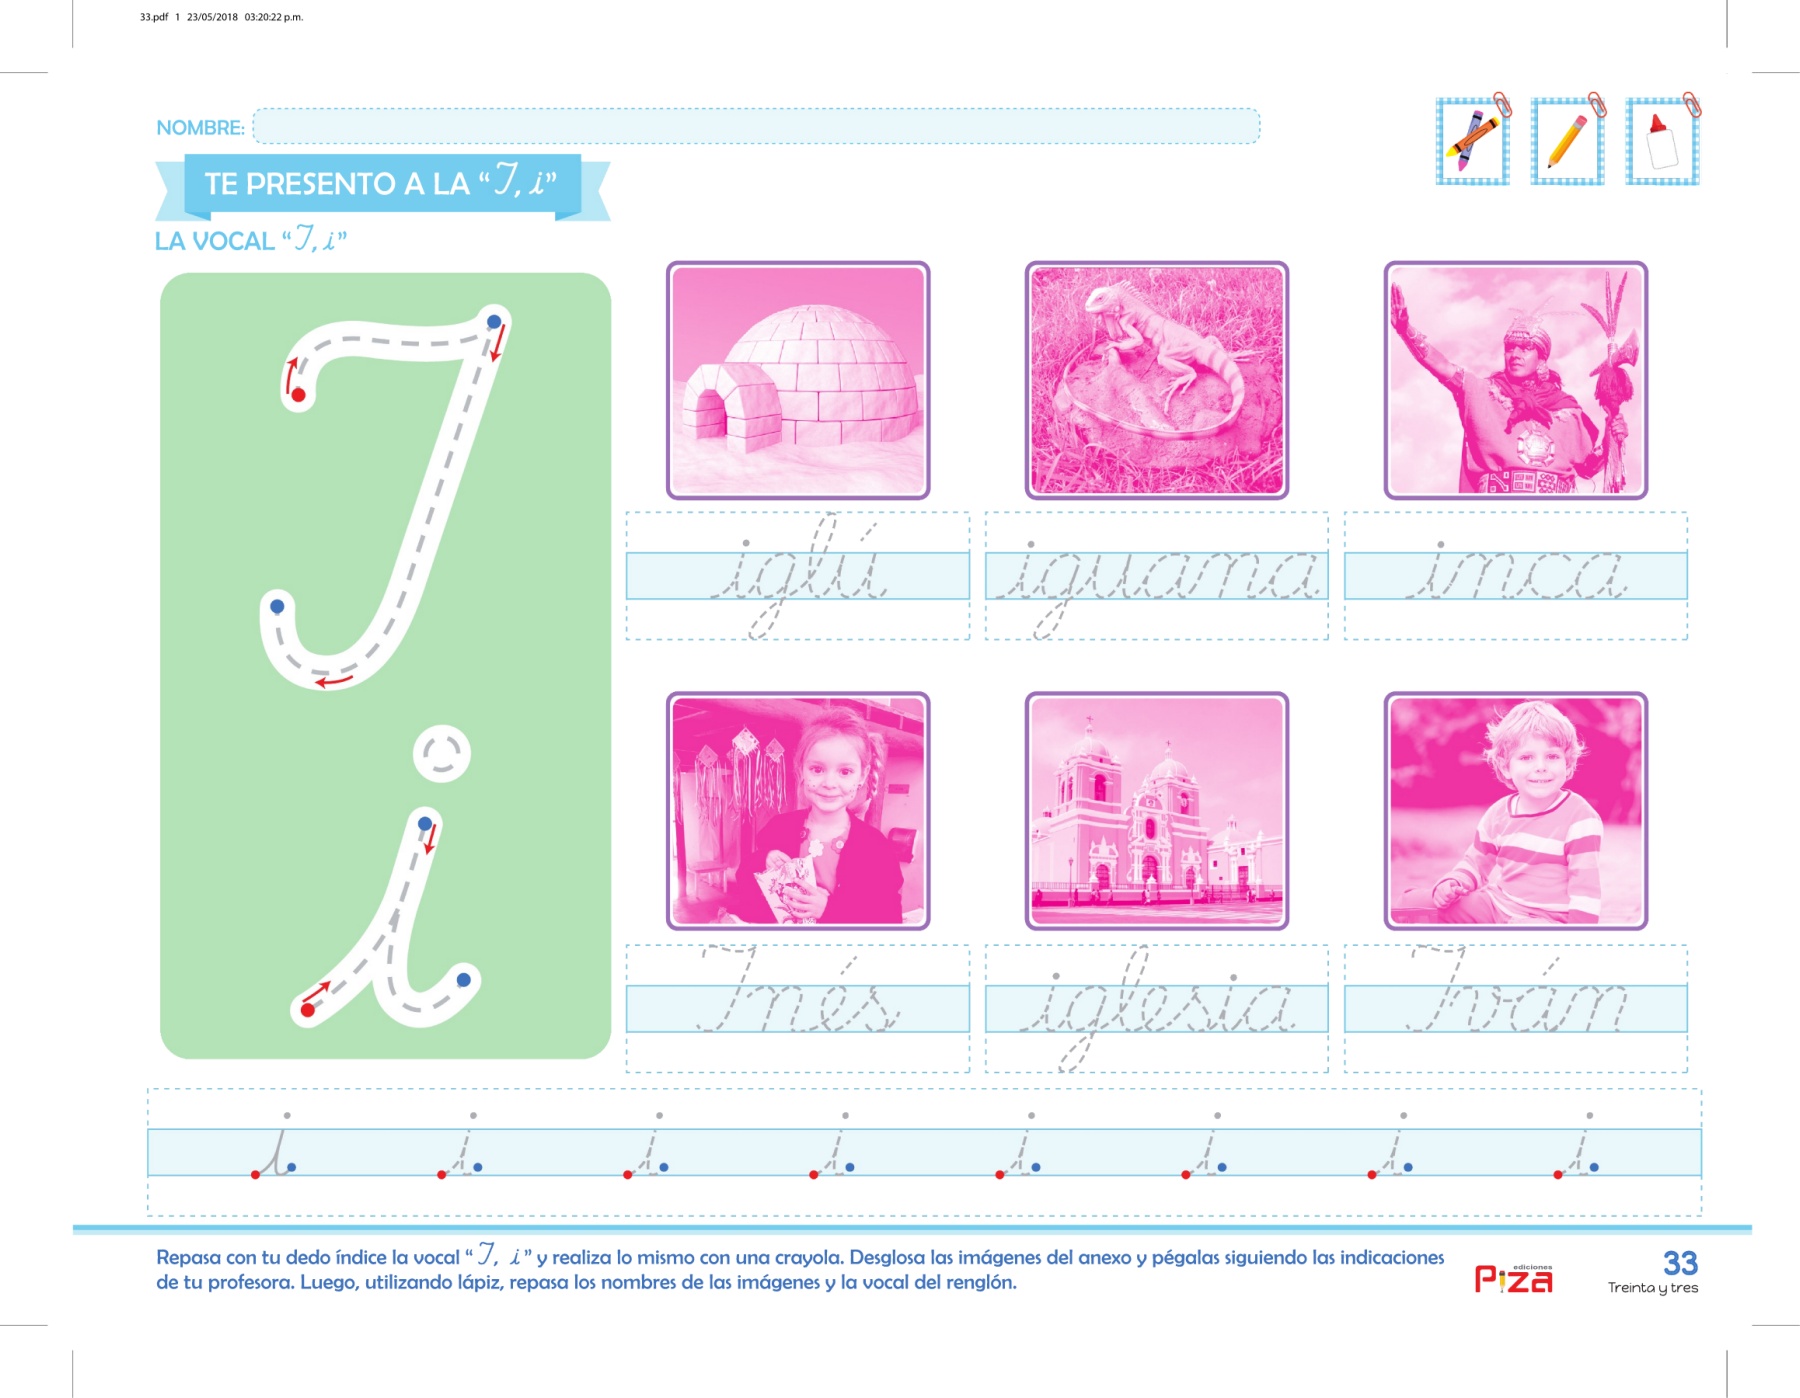 33.pdf 1 23/05/2018 03:20:22 p.m.
NOMBRE:
TE PRESENTO A LA “I, i”
LA VOCAL “I, i”
I
i
iglú iguana inca
Inés iglesia Iván
i i i i i i i i
Repasa con tu dedo índice la vocal “ I, i ” y realiza lo mismo con una crayola. Desglosa las imágenes del anexo y pégalas siguiendo las indicaciones
de tu profesora. Luego, utilizando lápiz, repasa los nombres de las imágenes y la vocal del renglón.
ediciones
Piza
33
Treinta y tres